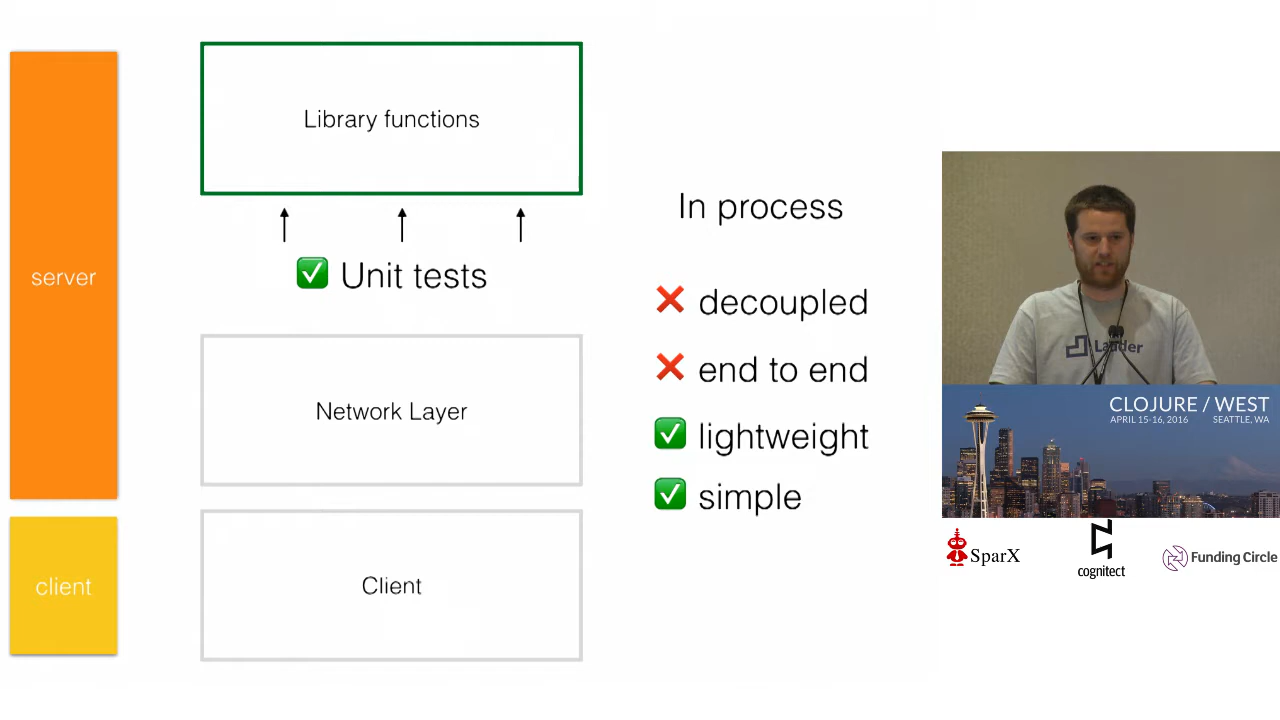 server
client
Library functions
Unit tests
Network Layer
Client
In process
decoupled
end to end
lightweight
simple
Lauder
CLOJURE / WEST
APRIL 15-16, 2016 SEATTLE, WA
SparX
cognitect
Funding Circle